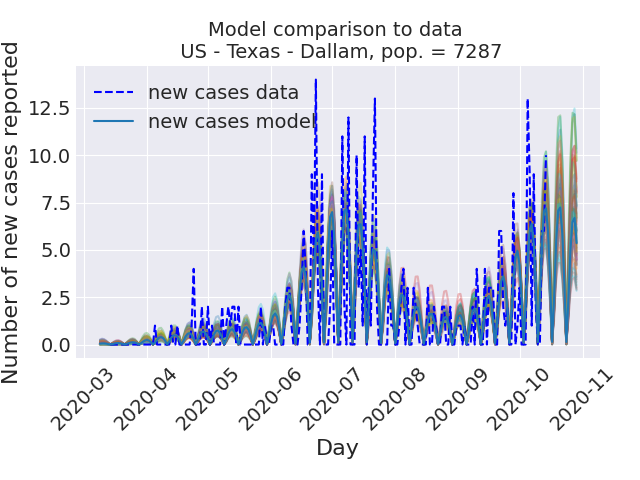 Model comparison to data
US - Texas - Dallam, pop. = 7287
new cases data
new cases model
Number of new cases reported
12.5
10.0
7.5
5.0
2.5
0.0
2020-03
2020-04
2020-05
2020-06
2020-07
2020-08
2020-09
2020-10
2020-11
Day